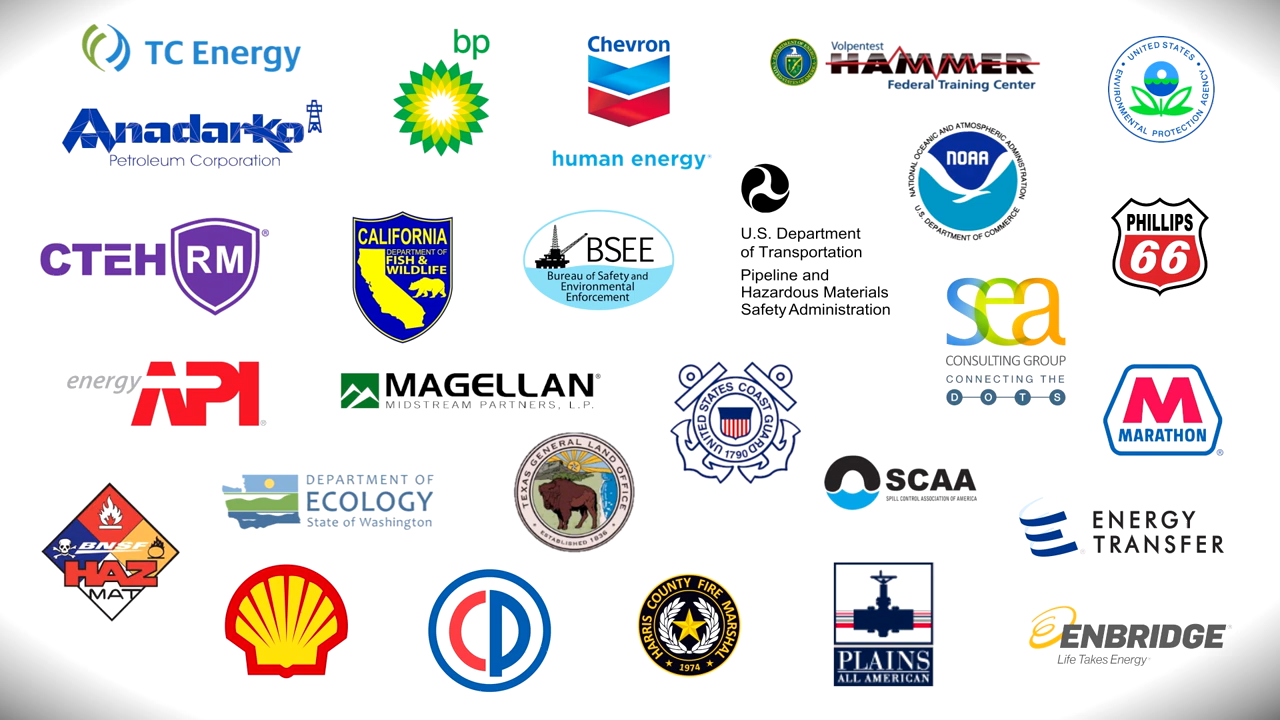 TC Energy
bp
Chevron
human energy®
Volpentest
HAMMER
Federal Training Center
UNITED STATES
ENVIRONMENTAL PROTECTION AGENCY
Anadarko
Petroleum Corporation
NATIONAL OCEANIC AND ATMOSPHERIC ADMINISTRATION
NOAA
U.S. DEPARTMENT OF COMMERCE
CTEH RM®
CALIFORNIA
DEPARTMENT OF
FISH &
WILDLIFE
BSEE
Bureau of Safety and
Environmental
Enforcement
U.S. Department
of Transportation
Pipeline and
Hazardous Materials
Safety Administration
PHILLIPS
66
sea
CONSULTING GROUP
CONNECTING THE
DOTS
energy API
MAGELLAN®
MIDSTREAM PARTNERS, L.P.
UNITED STATES COAST GUARD
1790
M
MARATHON®
DEPARTMENT OF
ECOLOGY
State of Washington
TEXAS GENERAL LAND OFFICE
ESTABLISHED 1836
SCAA
SPILL CONTROL ASSOCIATION OF AMERICA
ENERGY
TRANSFER
BNSF
HAZ
MAT
CP
HARRIS COUNTY FIRE MARSHAL
1974
PLAINS
ALL AMERICAN
ENBRIDGE
Life Takes Energy